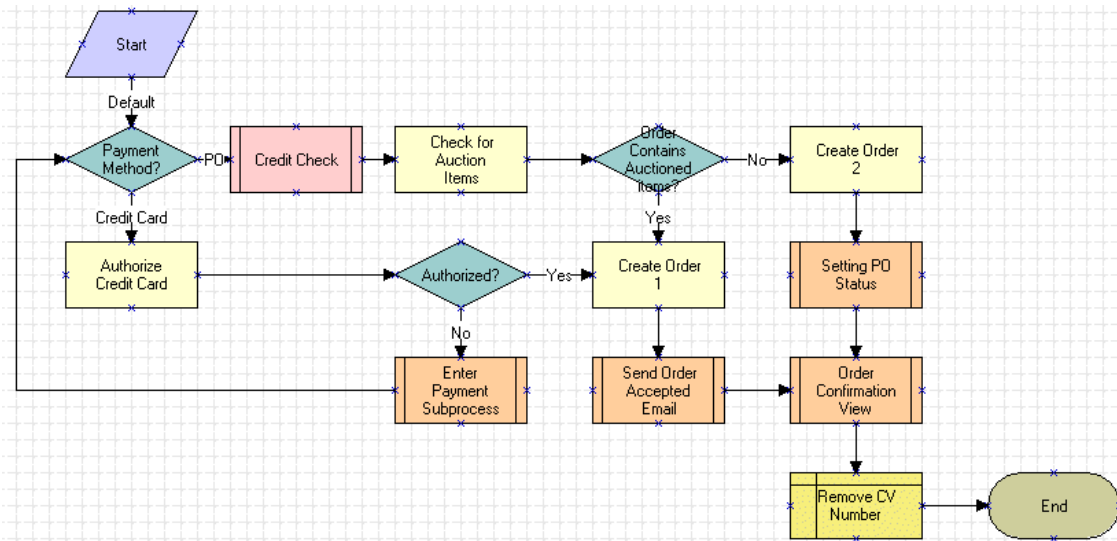 Start
Default
Payment
Method?
PO
Credit Check
Check for
Auction
Items
Order
Contains
Auctioned
Items?
No
Create Order
2
Credit Card
Yes
Authorize
Credit Card
Authorized?
Yes
Create Order
1
Setting PO
Status
No
Enter
Payment
Subprocess
Send Order
Accepted
Email
Order
Confirmation
View
Remove CV
Number
End